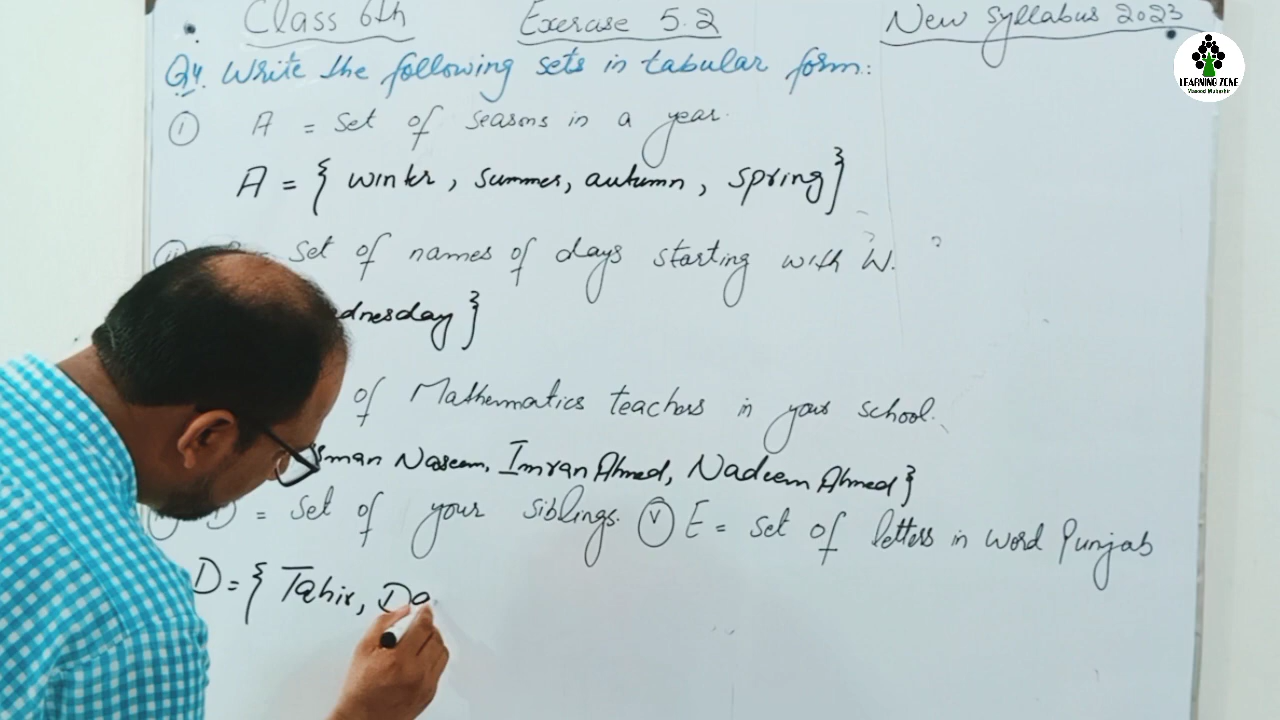 Class 6th Exercise 5.2 New Syllabus 2023
Q4. Write the following sets in tabular form:
LEARNING ZONE
i A = Set of seasons in a year.
A = { winter, summer, autumn, spring}
ii Set of names of days starting with W.
dnesday }
of Mathematics teachers in your school.
sman Naseem, Imran Ahmed, Nadeem Ahmed}
D = Set of your siblings. v E = Set of letters in word Punjab
D = { Tahir, Da